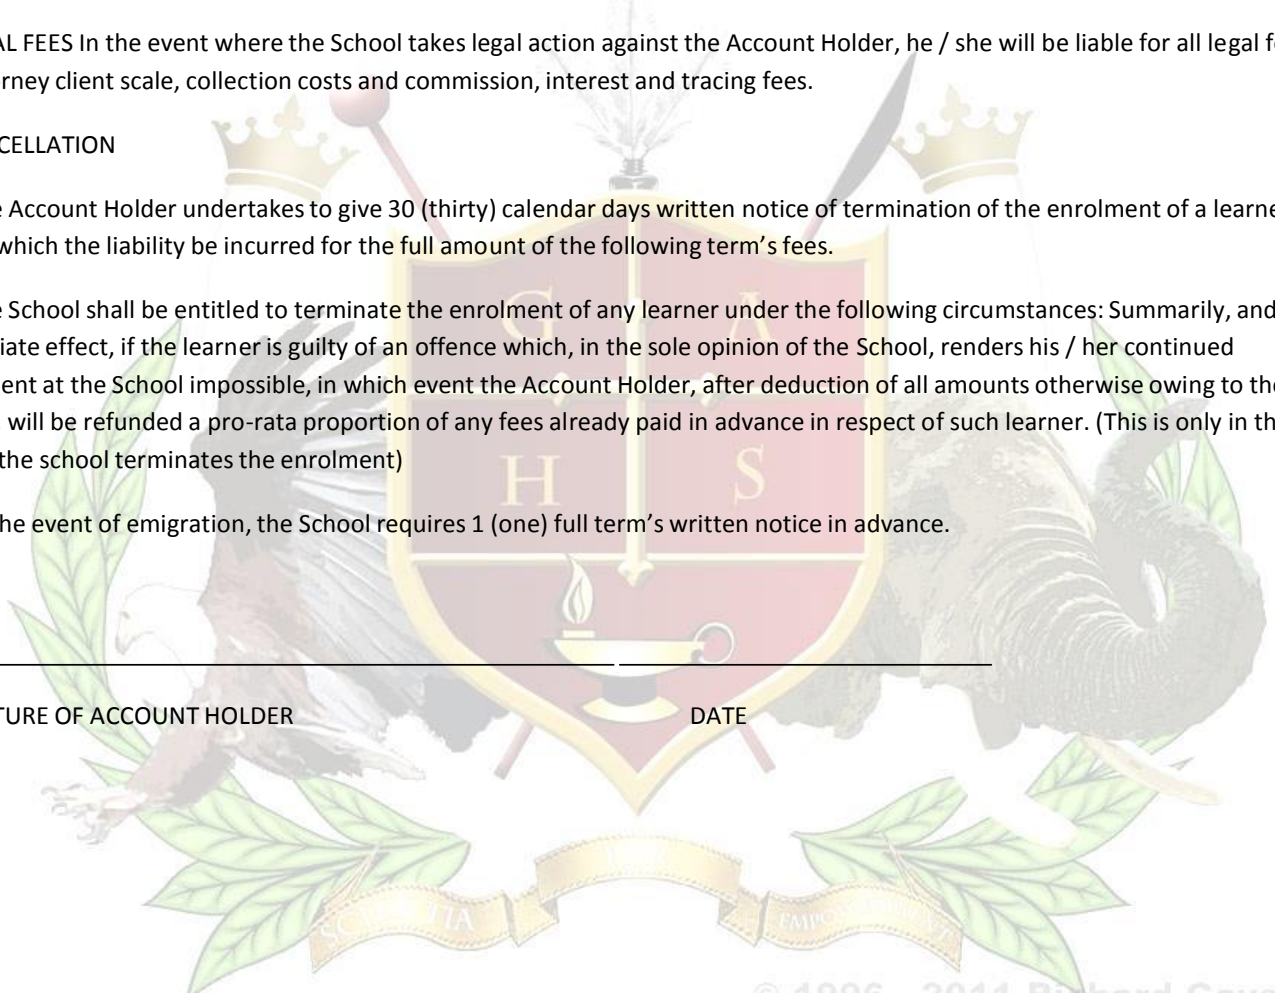 AL FEES In the event where the School takes legal action against the Account Holder, he / she will be liable for all legal f
rney client scale, collection costs and commission, interest and tracing fees.
CELLATION
e Account Holder undertakes to give 30 (thirty) calendar days written notice of termination of the enrolment of a learne
which the liability be incurred for the full amount of the following term’s fees.
e School shall be entitled to terminate the enrolment of any learner under the following circumstances: Summarily, and
iate effect, if the learner is guilty of an offence which, in the sole opinion of the School, renders his / her continued
ent at the School impossible, in which event the Account Holder, after deduction of all amounts otherwise owing to the
will be refunded a pro-rata proportion of any fees already paid in advance in respect of such learner. (This is only in th
the school terminates the enrolment)
he event of emigration, the School requires 1 (one) full term’s written notice in advance.
G A
H S
TURE OF ACCOUNT HOLDER DATE
© 1996 - 2011 Richard